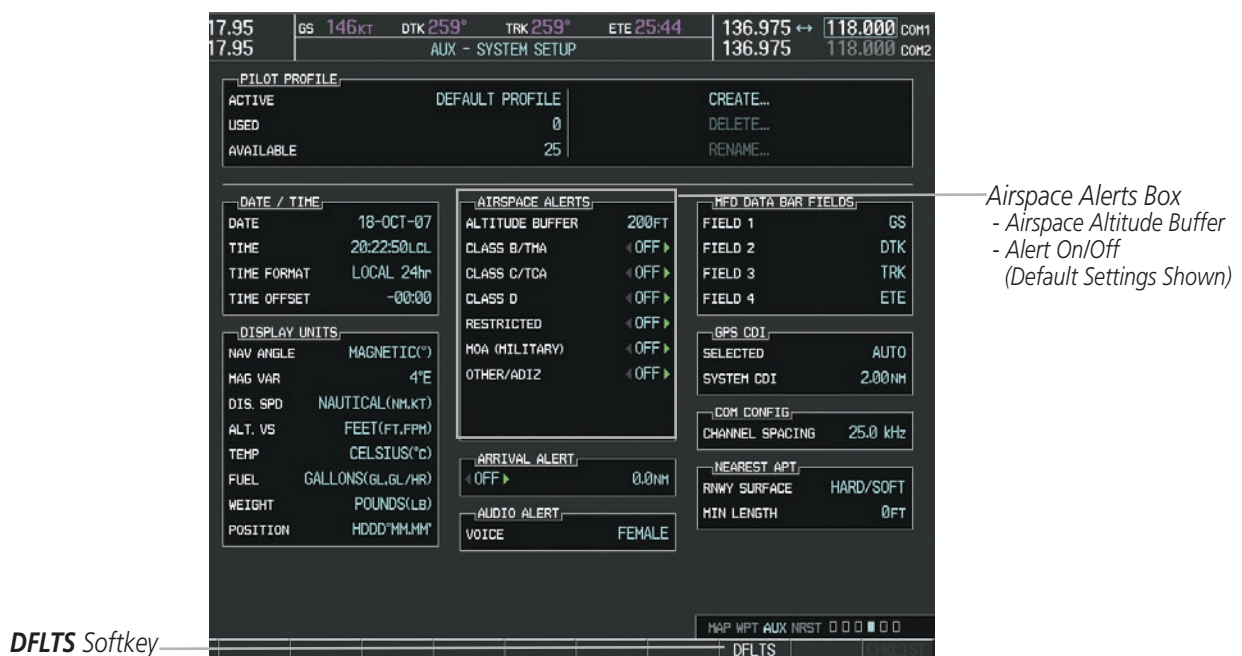 17.95 GS 146KT DTK 259° TRK 259° ETE 25:44 136.975 ↔ 118.000 COM1
17.95 AUX - SYSTEM SETUP 136.975 118.000 COM2
PILOT PROFILE
ACTIVE DEFAULT PROFILE CREATE...
USED 0 DELETE...
AVAILABLE 25 RENAME...
DATE / TIME
DATE 18-OCT-07
TIME 20:22:50LCL
TIME FORMAT LOCAL 24hr
TIME OFFSET -00:00
DISPLAY UNITS
NAV ANGLE MAGNETIC(°)
MAG VAR 4°E
DIS, SPD NAUTICAL(NM,KT)
ALT, VS FEET(FT,FPM)
TEMP CELSIUS(°C)
FUEL GALLONS(GL,GL/HR)
WEIGHT POUNDS(LB)
POSITION HDDD°MM.MM'
AIRSPACE ALERTS
ALTITUDE BUFFER 200FT
CLASS B/TMA OFF
CLASS C/TCA OFF
CLASS D OFF
RESTRICTED OFF
MOA (MILITARY) OFF
OTHER/ADIZ OFF
ARRIVAL ALERT
OFF 0.0NM
AUDIO ALERT
VOICE FEMALE
MFD DATA BAR FIELDS
FIELD 1 GS
FIELD 2 DTK
FIELD 3 TRK
FIELD 4 ETE
GPS CDI
SELECTED AUTO
SYSTEM CDI 2.00NM
COM CONFIG
CHANNEL SPACING 25.0 kHz
NEAREST APT
RNWY SURFACE HARD/SOFT
MIN LENGTH 0FT
Airspace Alerts Box
- Airspace Altitude Buffer
- Alert On/Off
(Default Settings Shown)
MAP WPT AUX NRST
DFLTS Softkey
DFLTS CHKLIST